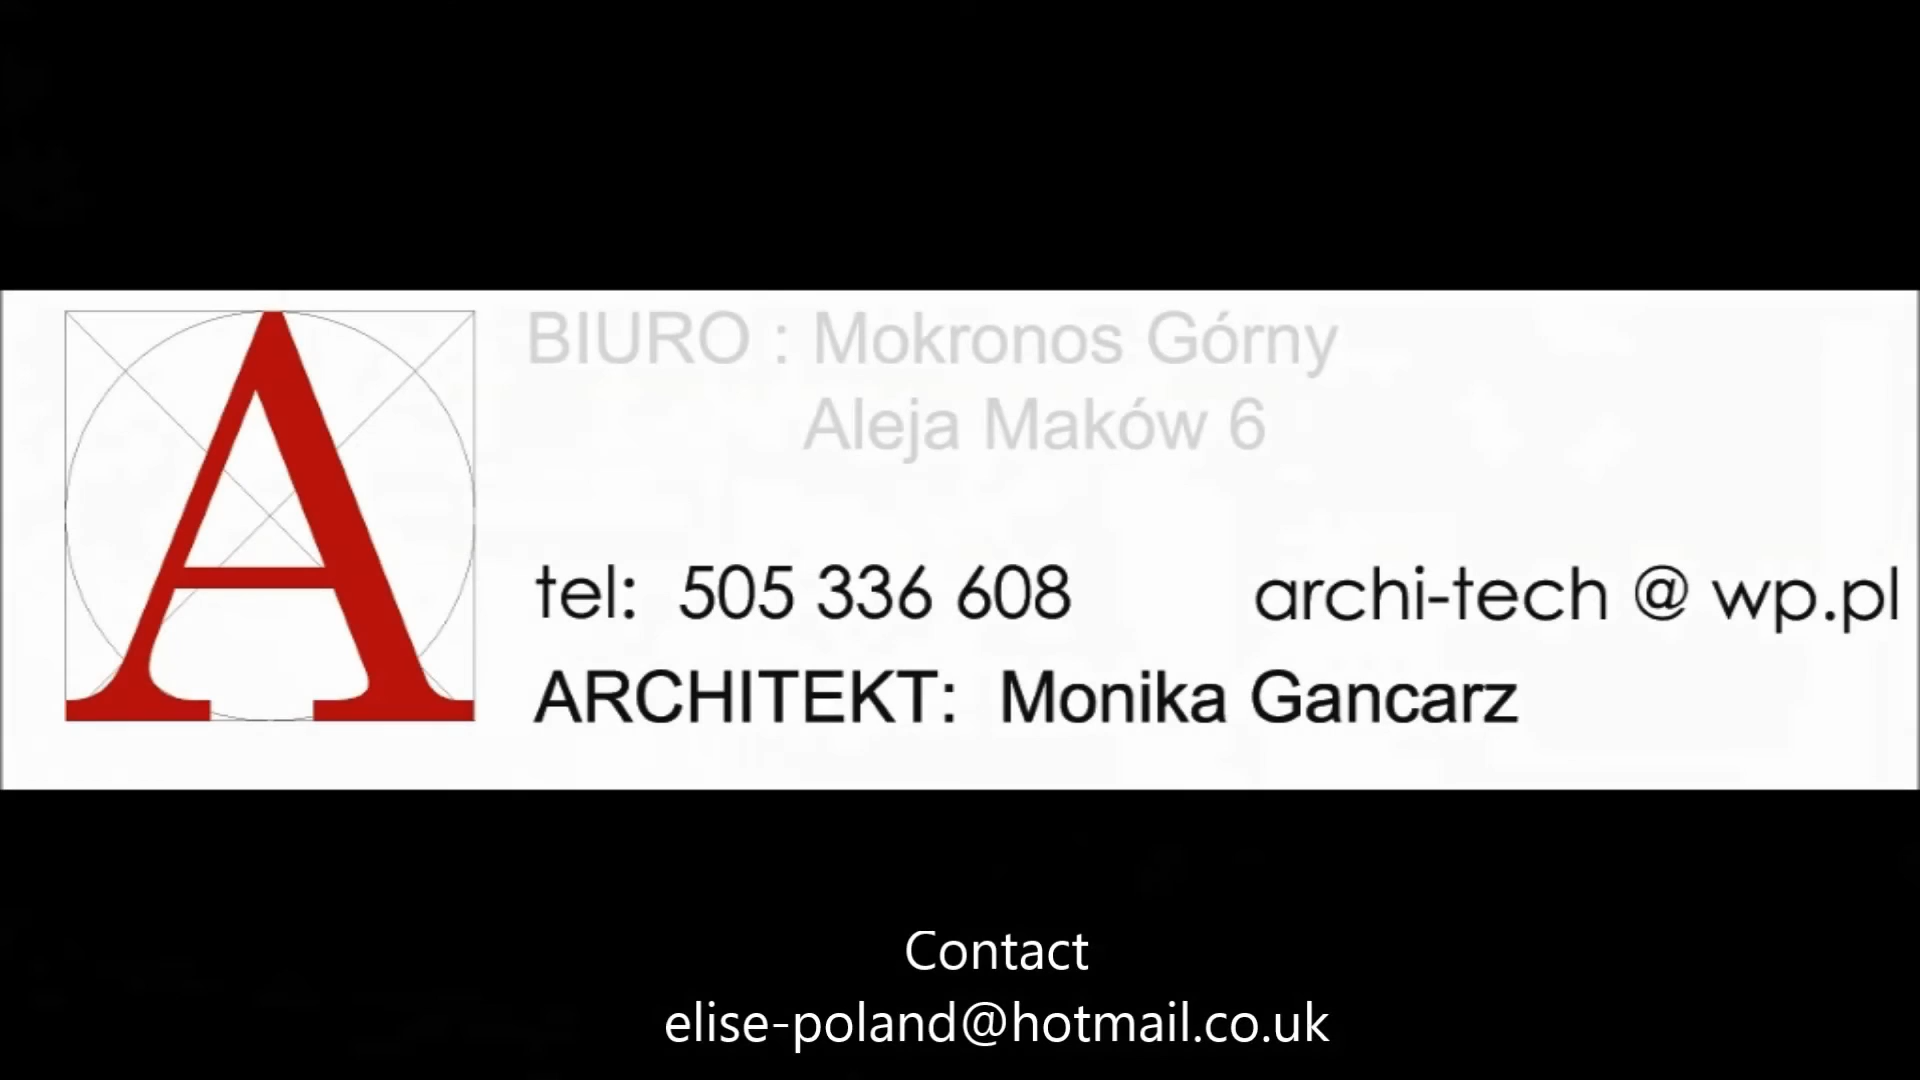 A
BIURO : Mokronos Górny
Aleja Maków 6
tel: 505 336 608 archi-tech @ wp.pl
ARCHITEKT: Monika Gancarz
Contact
elise-poland@hotmail.co.uk